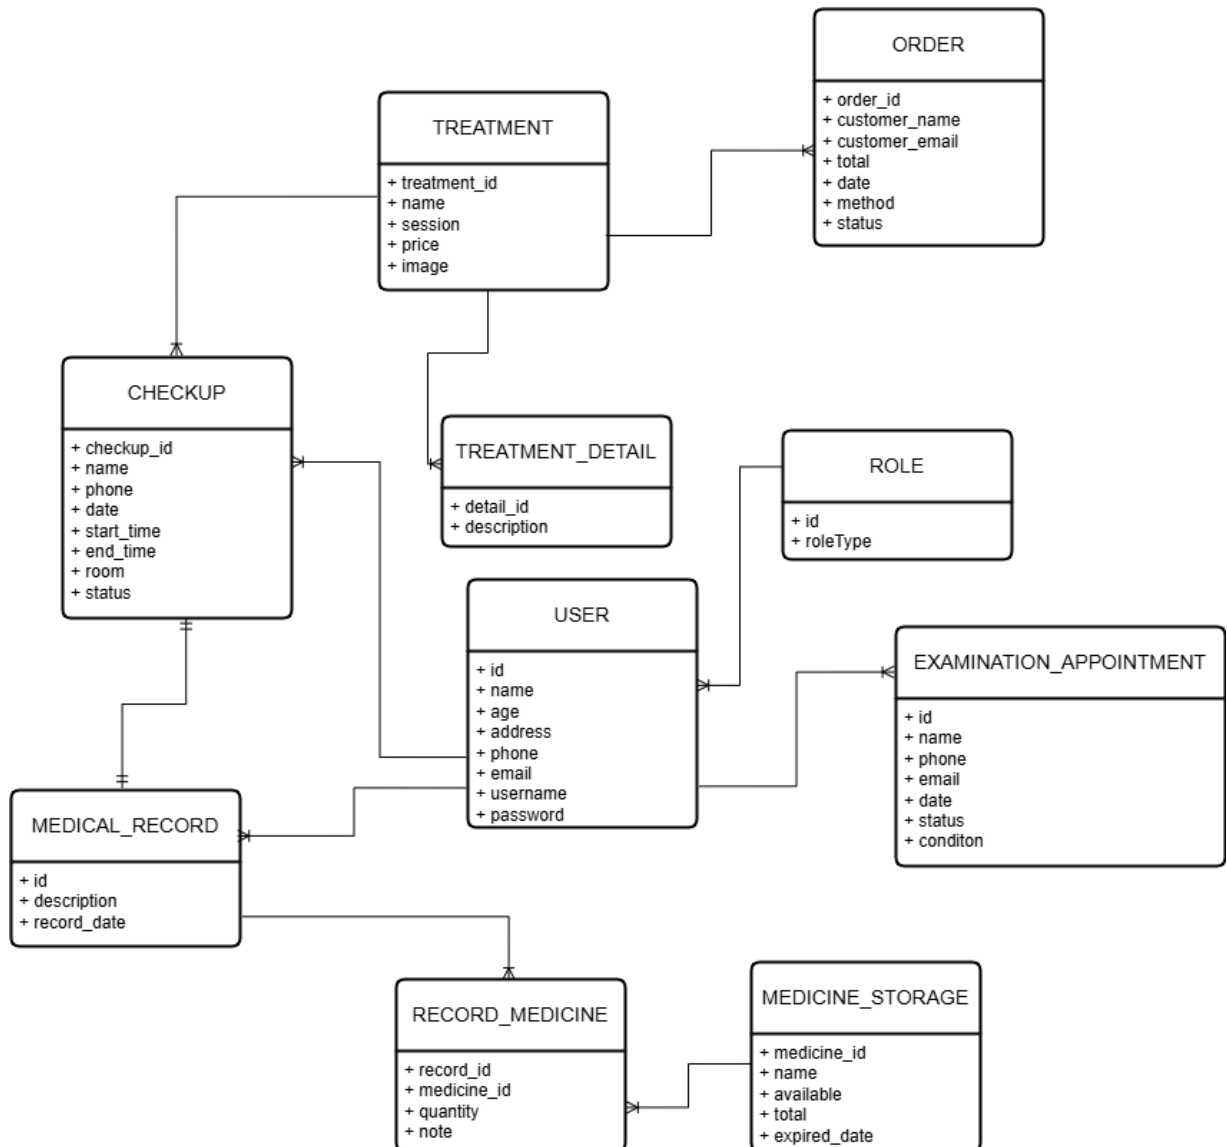 ORDER
+ order_id
+ customer_name
+ customer_email
+ total
+ date
+ method
+ status
TREATMENT
+ treatment_id
+ name
+ session
+ price
+ image
CHECKUP
+ checkup_id
+ name
+ phone
+ date
+ start_time
+ end_time
+ room
+ status
TREATMENT_DETAIL
+ detail_id
+ description
ROLE
+ id
+ roleType
USER
+ id
+ name
+ age
+ address
+ phone
+ email
+ username
+ password
EXAMINATION_APPOINTMENT
+ id
+ name
+ phone
+ email
+ date
+ status
+ conditon
MEDICAL_RECORD
+ id
+ description
+ record_date
RECORD_MEDICINE
+ record_id
+ medicine_id
+ quantity
+ note
MEDICINE_STORAGE
+ medicine_id
+ name
+ available
+ total
+ expired_date